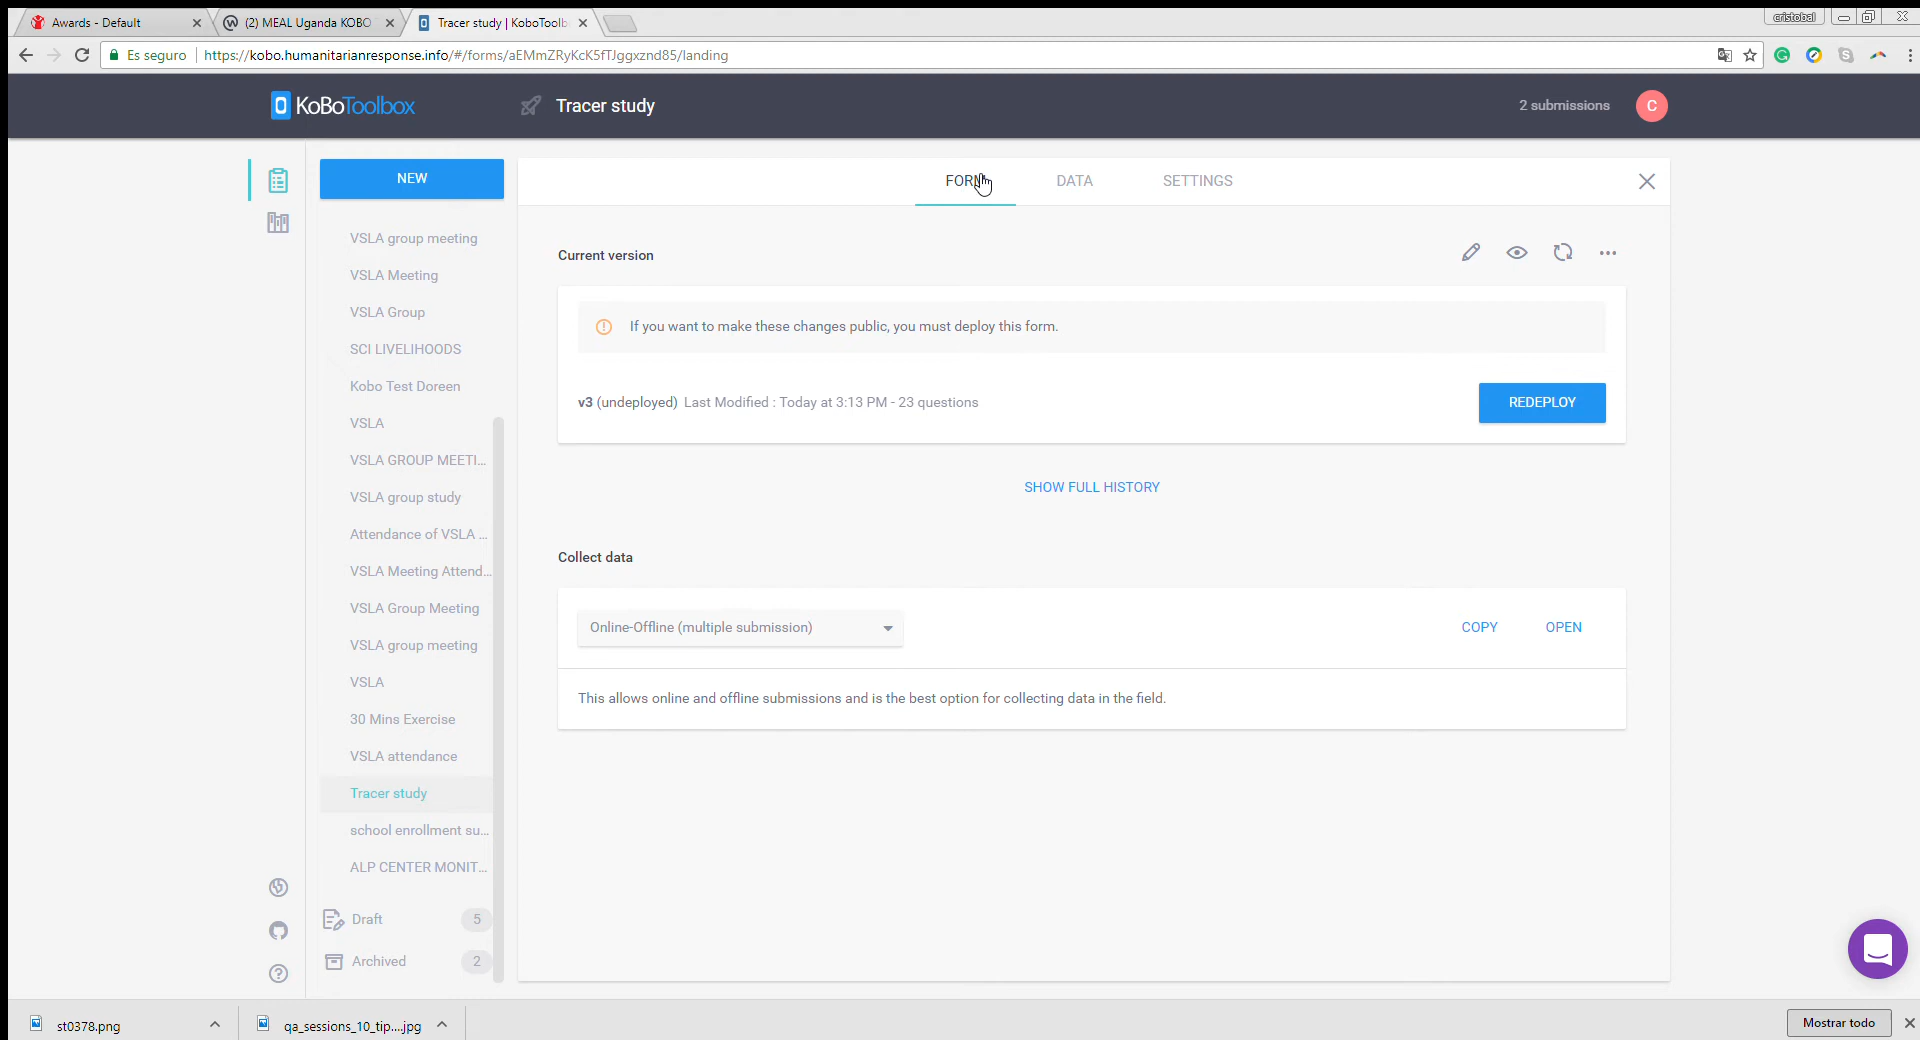 Awards - Default
(2) MEAL Uganda KOBO
Tracer study | KoboToolb
cristobal
Es seguro
https://kobo.humanitarianresponse.info/#/forms/aEMmZRyKcK5fTJggxznd85/landing
KoBoToolbox
Tracer study
2 submissions
C
NEW
FORM
DATA
SETTINGS
VSLA group meeting
VSLA Meeting
VSLA Group
SCI LIVELIHOODS
Kobo Test Doreen
VSLA
VSLA GROUP MEETI...
VSLA group study
Attendance of VSLA ...
VSLA Meeting Attend...
VSLA Group Meeting
VSLA group meeting
VSLA
30 Mins Exercise
VSLA attendance
Tracer study
school enrollment su...
ALP CENTER MONIT...
Draft 5
Archived 2
Current version
If you want to make these changes public, you must deploy this form.
v3 (undeployed) Last Modified : Today at 3:13 PM - 23 questions
REDEPLOY
SHOW FULL HISTORY
Collect data
Online-Offline (multiple submission)
COPY
OPEN
This allows online and offline submissions and is the best option for collecting data in the field.
st0378.png
qa_sessions_10_tip....jpg
Mostrar todo